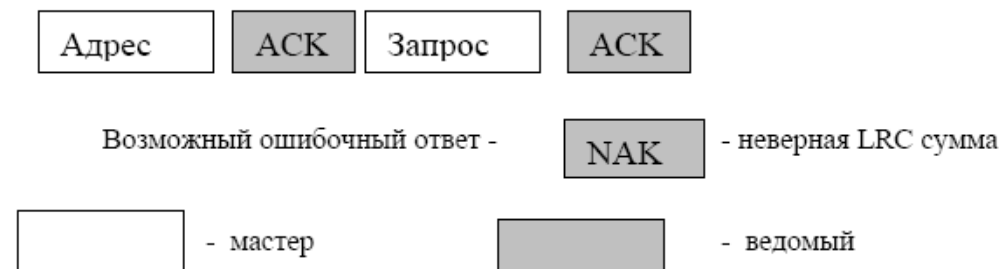 Адрес ACK Запрос ACK
Возможный ошибочный ответ - NAK - неверная LRC сумма
- мастер - ведомый